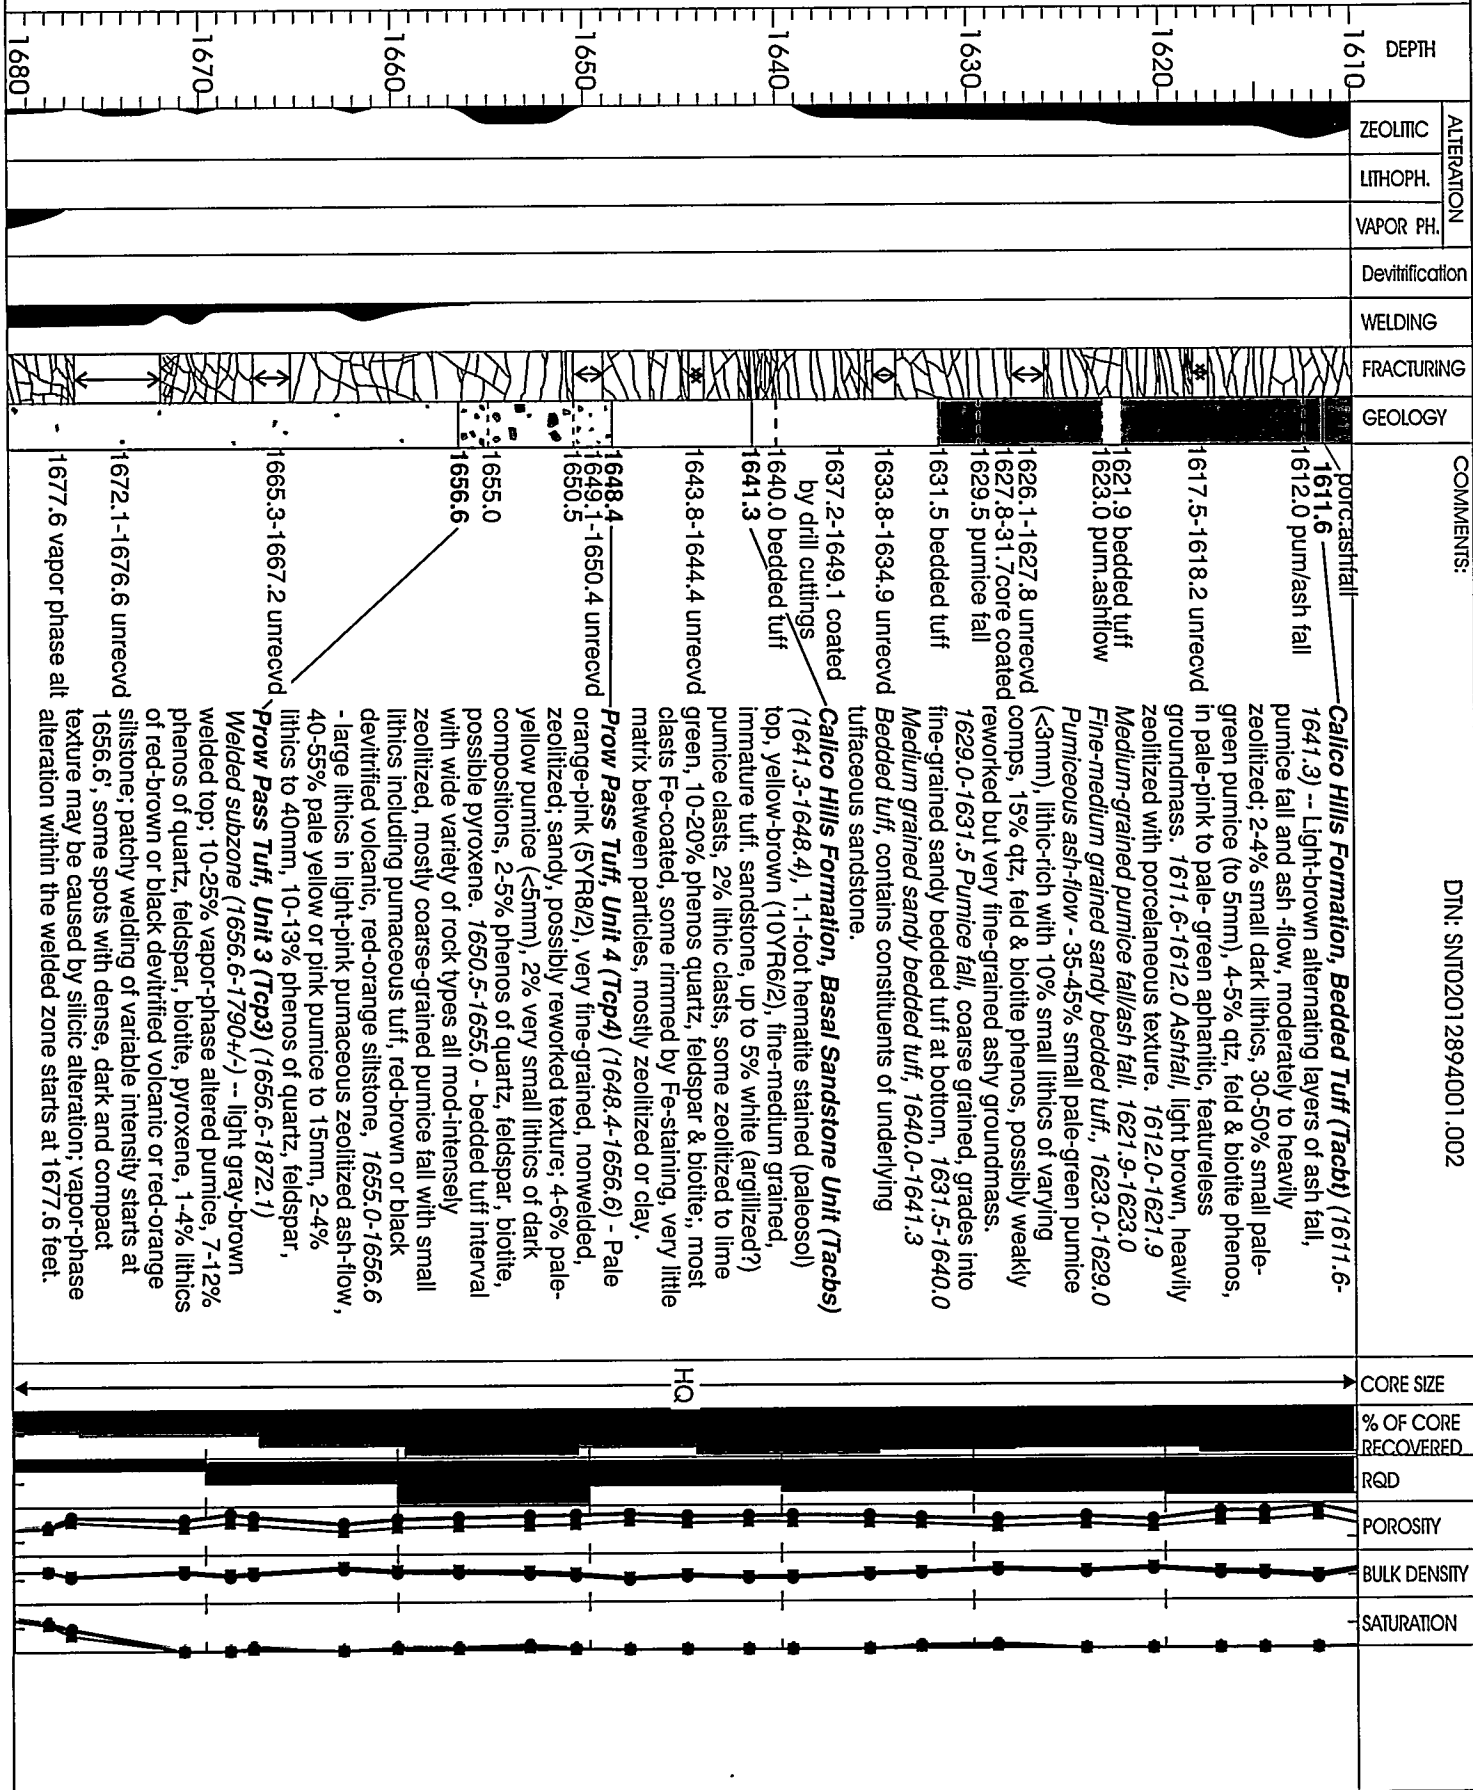 DTN: SNT02012894001.002
DEPTH
ALTERATION
ZEOLITIC
LITHOPH.
VAPOR PH.
Devitrification
WELDING
FRACTURING
GEOLOGY
COMMENTS:
CORE SIZE
% OF CORE
RECOVERED
RQD
POROSITY
BULK DENSITY
SATURATION
1610
1620
1630
1640
1650
1660
1670
1680
porc.ashfall
1611.6
1612.0 pum/ash fall
1617.5-1618.2 unrecvd
1621.9 bedded tuff
1623.0 pum.ashflow
1626.1-1627.8 unrecvd
1627.8-31.7core coated
1629.5 pumice fall
1631.5 bedded tuff
1633.8-1634.9 unrecvd
1637.2-1649.1 coated
by drill cuttings
1640.0 bedded tuff
1641.3
1643.8-1644.4 unrecvd
1648.4
1649.1-1650.4 unrecvd
1650.5
1655.0
1656.6
1665.3-1667.2 unrecvd
1672.1-1676.6 unrecvd
1677.6 vapor phase alt
Calico Hills Formation, Bedded Tuff (Tacbt) (1611.6-
1641.3) -- Light-brown alternating layers of ash fall,
pumice fall and ash -flow, moderately to heavily
zeolitized; 2-4% small dark lithics, 30-50% small pale-
green pumice (to 5mm), 4-5% qtz, feld & biotite phenos,
in pale-pink to pale- green aphanitic, featureless
groundmass. 1611.6-1612.0 Ashfall, light brown, heavily
zeolitized with porcelaneous texture. 1612.0-1621.9
Medium-grained pumice fall/ash fall. 1621.9-1623.0
Fine-medium grained sandy bedded tuff., 1623.0-1629.0
Pumiceous ash-flow - 35-45% small pale-green pumice
(<3mm), lithic-rich with 10% small lithics of varying
comps, 15% qtz, feld & biotite phenos, possibly weakly
reworked but very fine-grained ashy groundmass.
1629.0-1631.5 Pumice fall, coarse grained, grades into
fine-grained sandy bedded tuff at bottom, 1631.5-1640.0
Medium grained sandy bedded tuff, 1640.0-1641.3
Bedded tuff, contains constituents of underlying
tuffaceous sandstone.
Calico Hills Formation, Basal Sandstone Unit (Tacbs)
(1641.3-1648.4), 1.1-foot hematite stained (paleosol)
top, yellow-brown (10YR6/2), fine-medium grained,
immature tuff. sandstone, up to 5% white (argillized?)
pumice clasts, 2% lithic clasts, some zeolitized to lime
green, 10-20% phenos quartz, feldspar & biotite;, most
clasts Fe-coated, some rimmed by Fe-staining, very little
matrix between particles, mostly zeolitized or clay.
Prow Pass Tuff, Unit 4 (Tcp4) (1648.4-1656.6) - Pale
orange-pink (5YR8/2), very fine-grained, nonwelded,
zeolitized; sandy, possibly reworked texture; 4-6% pale-
yellow pumice (<5mm), 2% very small lithics of dark
compositions, 2-5% phenos of quartz, feldspar, biotite,
possible pyroxene. 1650.5-1655.0 - bedded tuff interval
with wide variety of rock types all mod-intensely
zeolitized, mostly coarse-grained pumice fall with small
lithics including pumaceous tuff, red-brown or black
devitrified volcanic, red-orange siltstone, 1655.0-1656.6
- large lithics in light-pink pumaceous zeolitized ash-flow,
40-55% pale yellow or pink pumice to 15mm, 2-4%
lithics to 40mm, 10-13% phenos of quartz, feldspar,
Prow Pass Tuff, Unit 3 (Tcp3) (1656.6-1872.1)
Welded subzone (1656.6-1790+/-) -- light gray-brown
welded top; 10-25% vapor-phase altered pumice, 7-12%
phenos of quartz, feldspar, biotite, pyroxene, 1-4% lithics
of red-brown or black devitrified volcanic or red-orange
siltstone; patchy welding of variable intensity starts at
1656.6', some spots with dense, dark and compact
texture may be caused by silicic alteration; vapor-phase
alteration within the welded zone starts at 1677.6 feet.
HQ